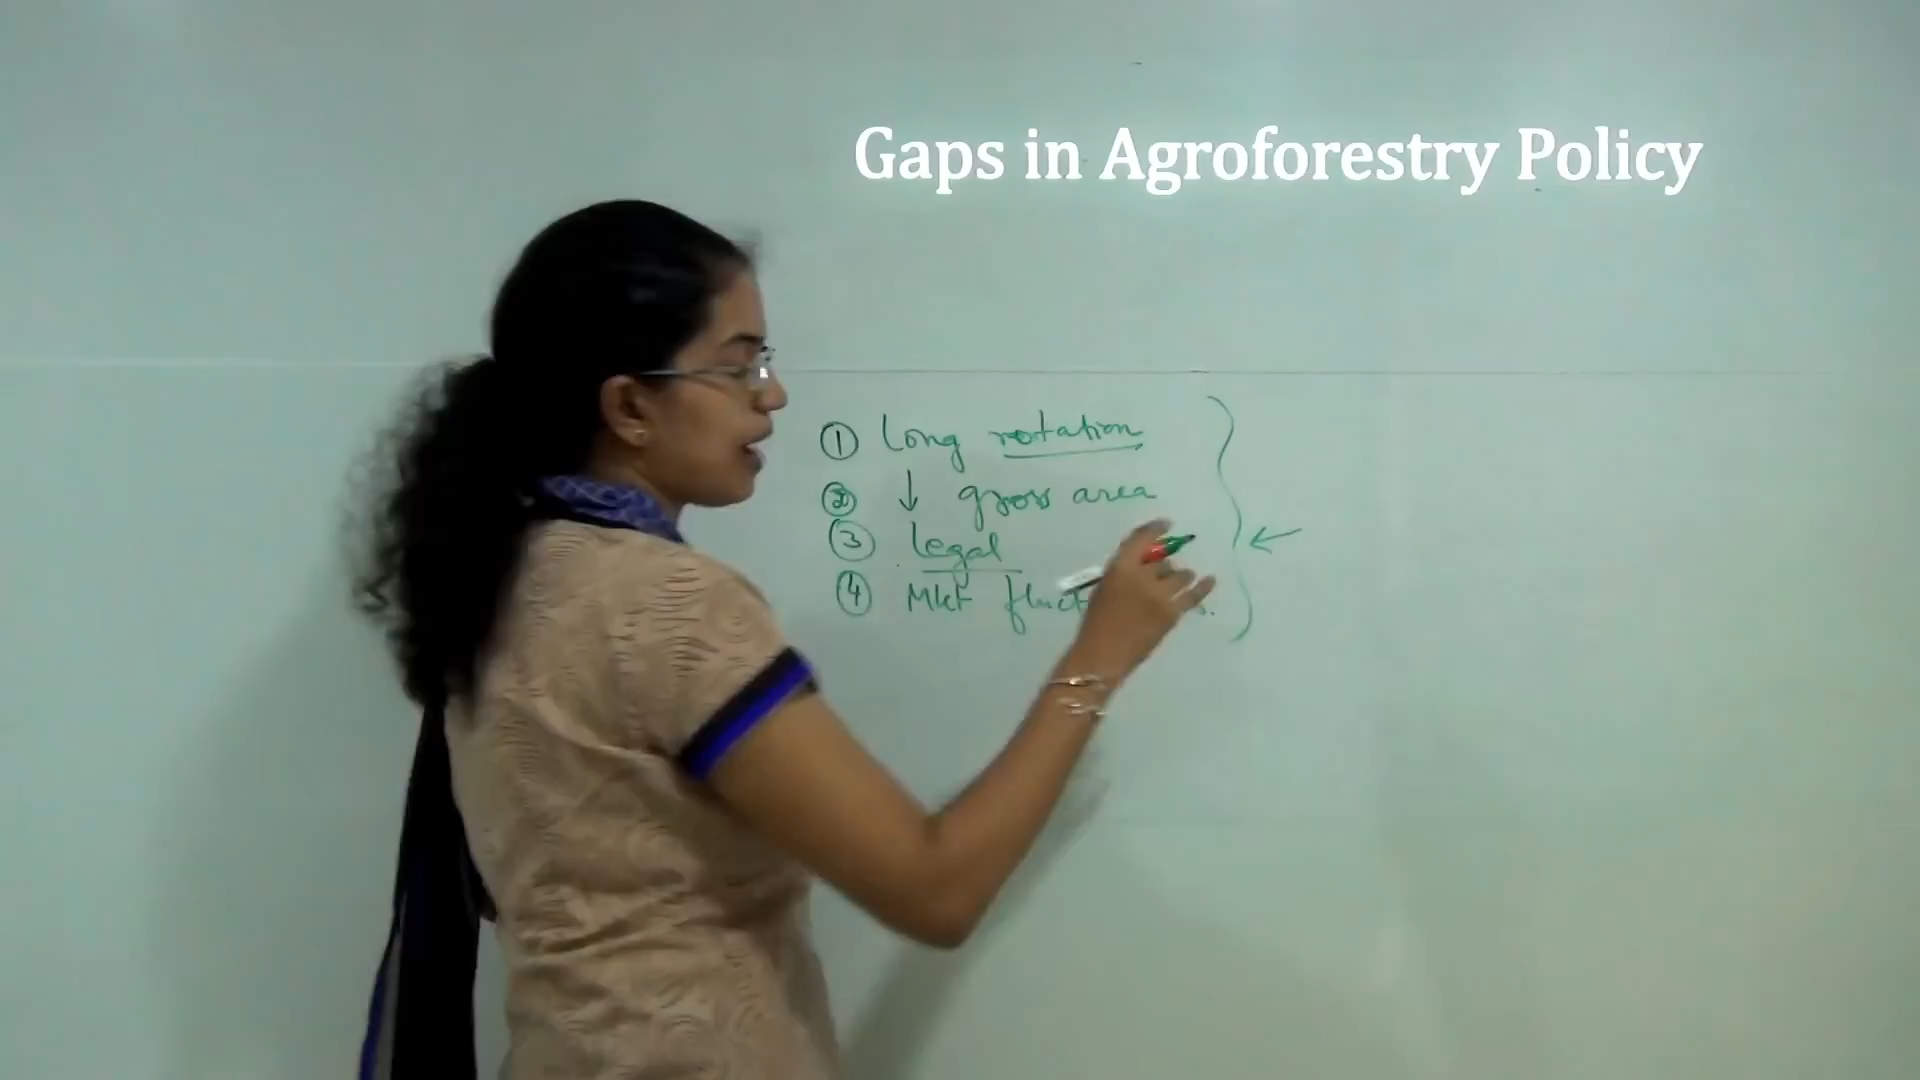 Gaps in Agroforestry Policy
① Long rotation
② ↓ gross area
③ Legal
④ Mkt